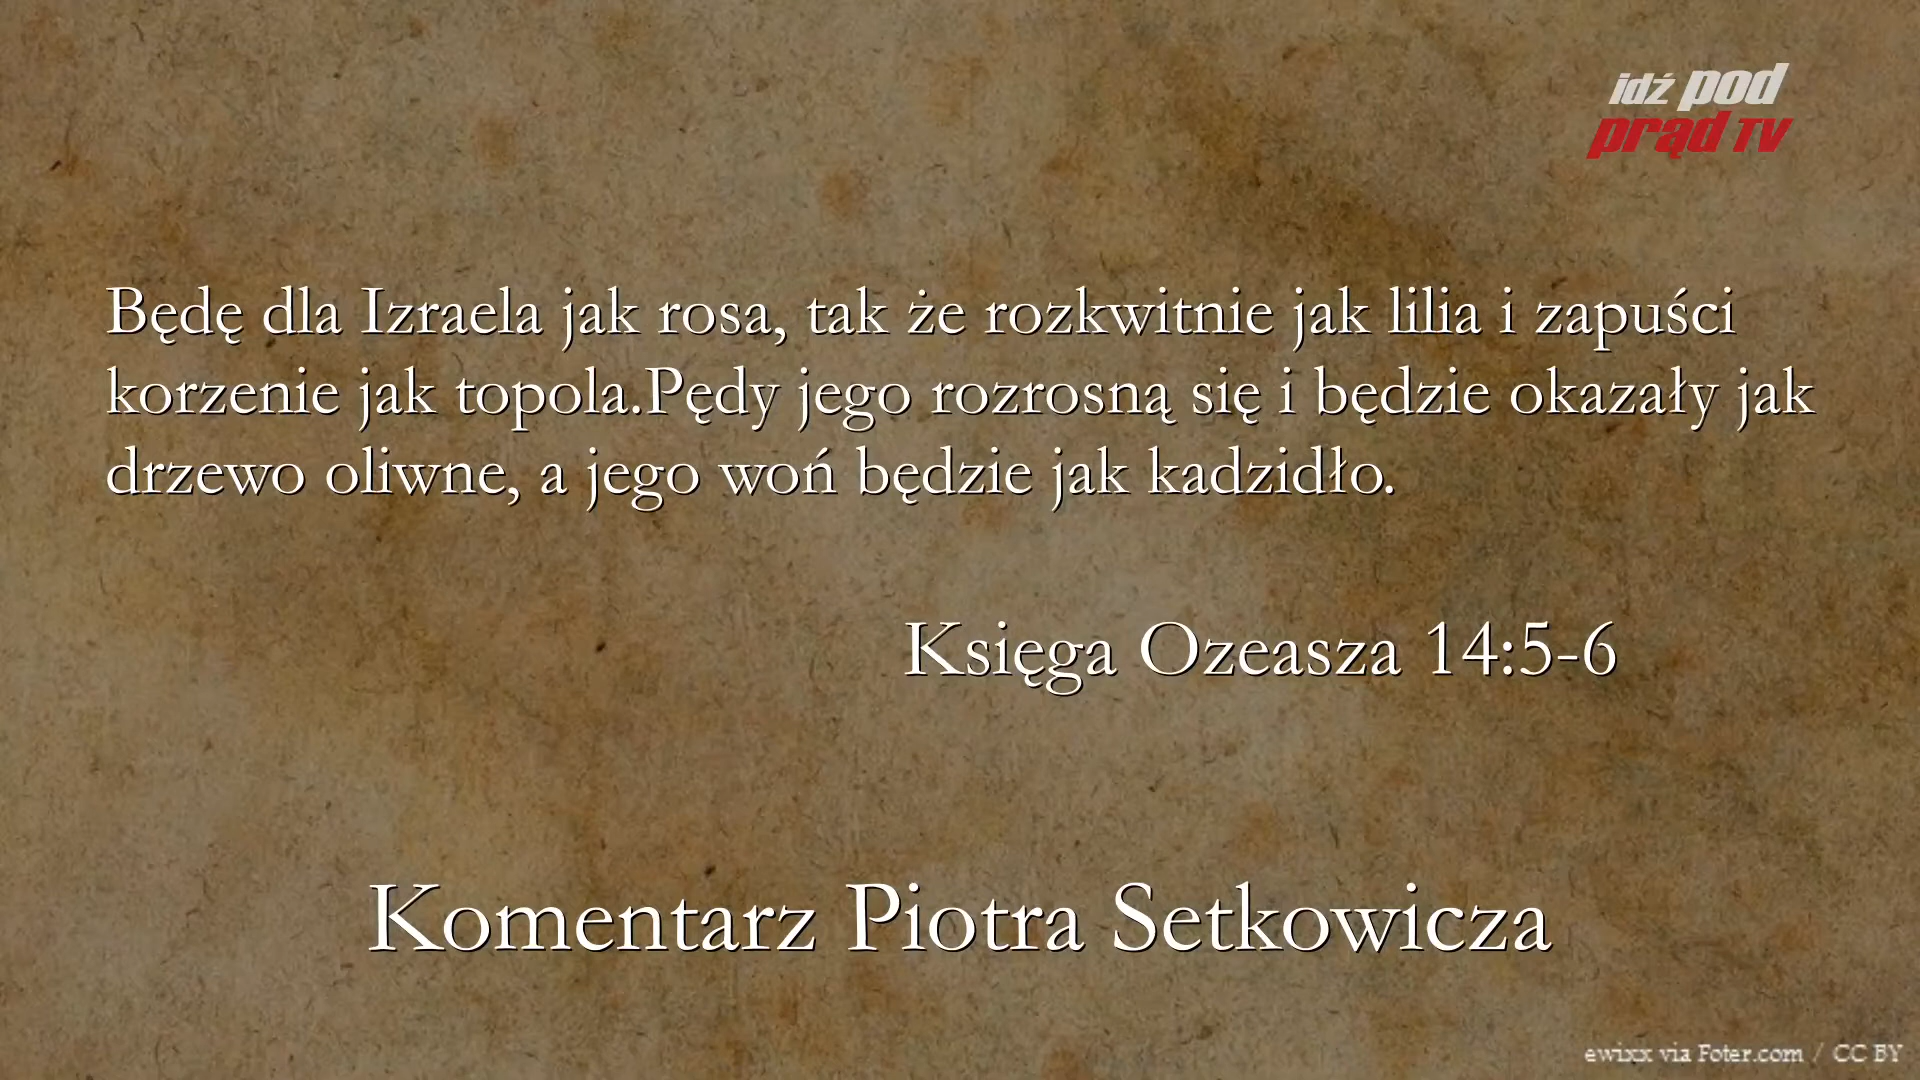 idź pod
prąd TV
Będę dla Izraela jak rosa, tak że rozkwitnie jak lilia i zapuści
korzenie jak topola.Pędy jego rozrosną się i będzie okazały jak
drzewo oliwne, a jego woń będzie jak kadzidło.
Księga Ozeasza 14:5-6
Komentarz Piotra Setkowicza
ewixx via Foter.com / CC BY